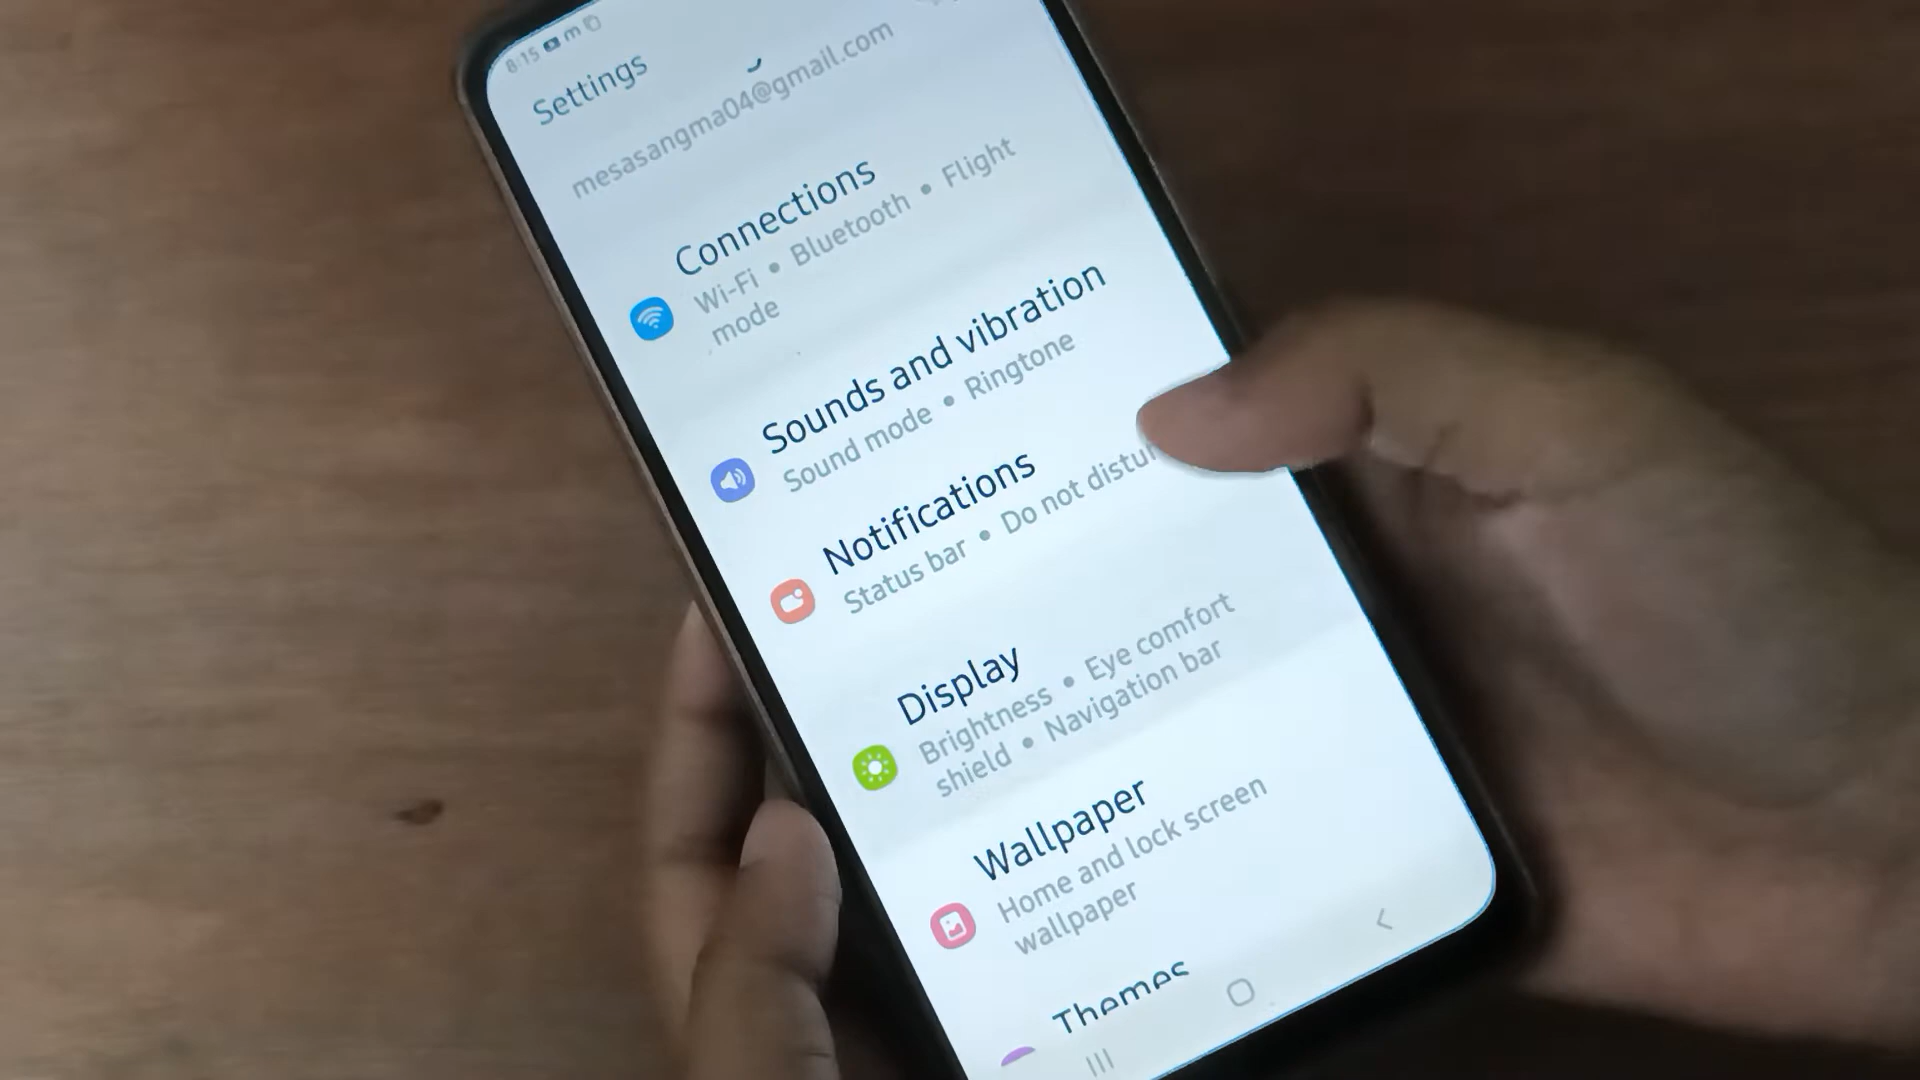 8:15
Settings
mesasangma04@gmail.com
Connections
Wi-Fi • Bluetooth • Flight
mode
Sounds and vibration
Sound mode • Ringtone
Notifications
Status bar • Do not distur
Display
Brightness • Eye comfort
shield • Navigation bar
Wallpaper
Home and lock screen
wallpaper
Themes